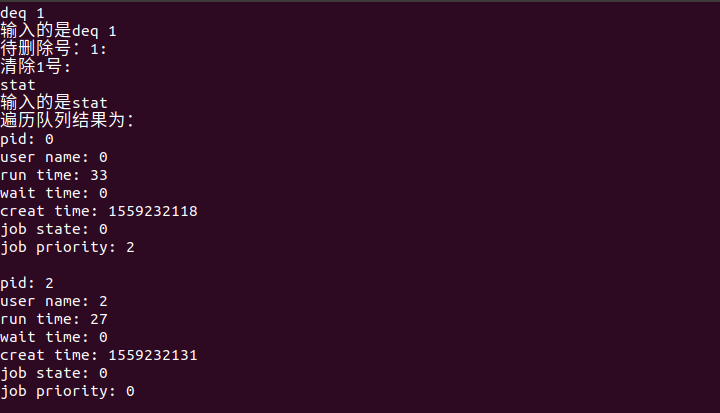 deq 1
输入的是deq 1
待删除号：1:
清除1号:
stat
输入的是stat
遍历队列结果为：
pid: 0
user name: 0
run time: 33
wait time: 0
creat time: 1559232118
job state: 0
job priority: 2
pid: 2
user name: 2
run time: 27
wait time: 0
creat time: 1559232131
job state: 0
job priority: 0